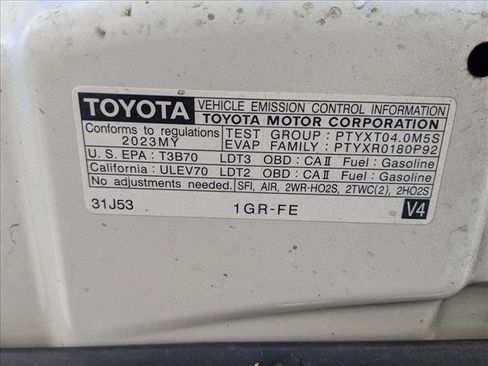 TOYOTA VEHICLE EMISSION CONTROL INFORMATION
TOYOTA MOTOR CORPORATION
Conforms to regulations
2023MY
TEST GROUP : PTYXT04.0M5S
EVAP FAMILY : PTYXR0180P92
U.S. EPA : T3B70 LDT3 OBD : CAⅡ Fuel : Gasoline
California : ULEV70 LDT2 OBD : CAⅡ Fuel : Gasoline
No adjustments needed. SFI, AIR, 2WR-HO2S, 2TWC(2), 2HO2S
31J53 1GR-FE V4